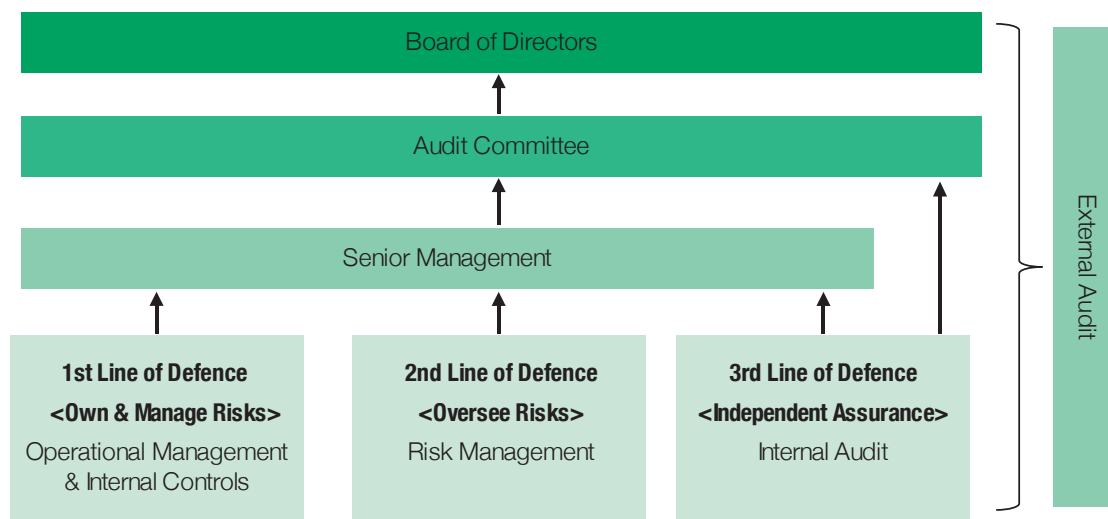 Board of Directors
Audit Committee
Senior Management
1st Line of Defence
<Own & Manage Risks>
Operational Management
& Internal Controls
2nd Line of Defence
<Oversee Risks>
Risk Management
3rd Line of Defence
<Independent Assurance>
Internal Audit
External Audit